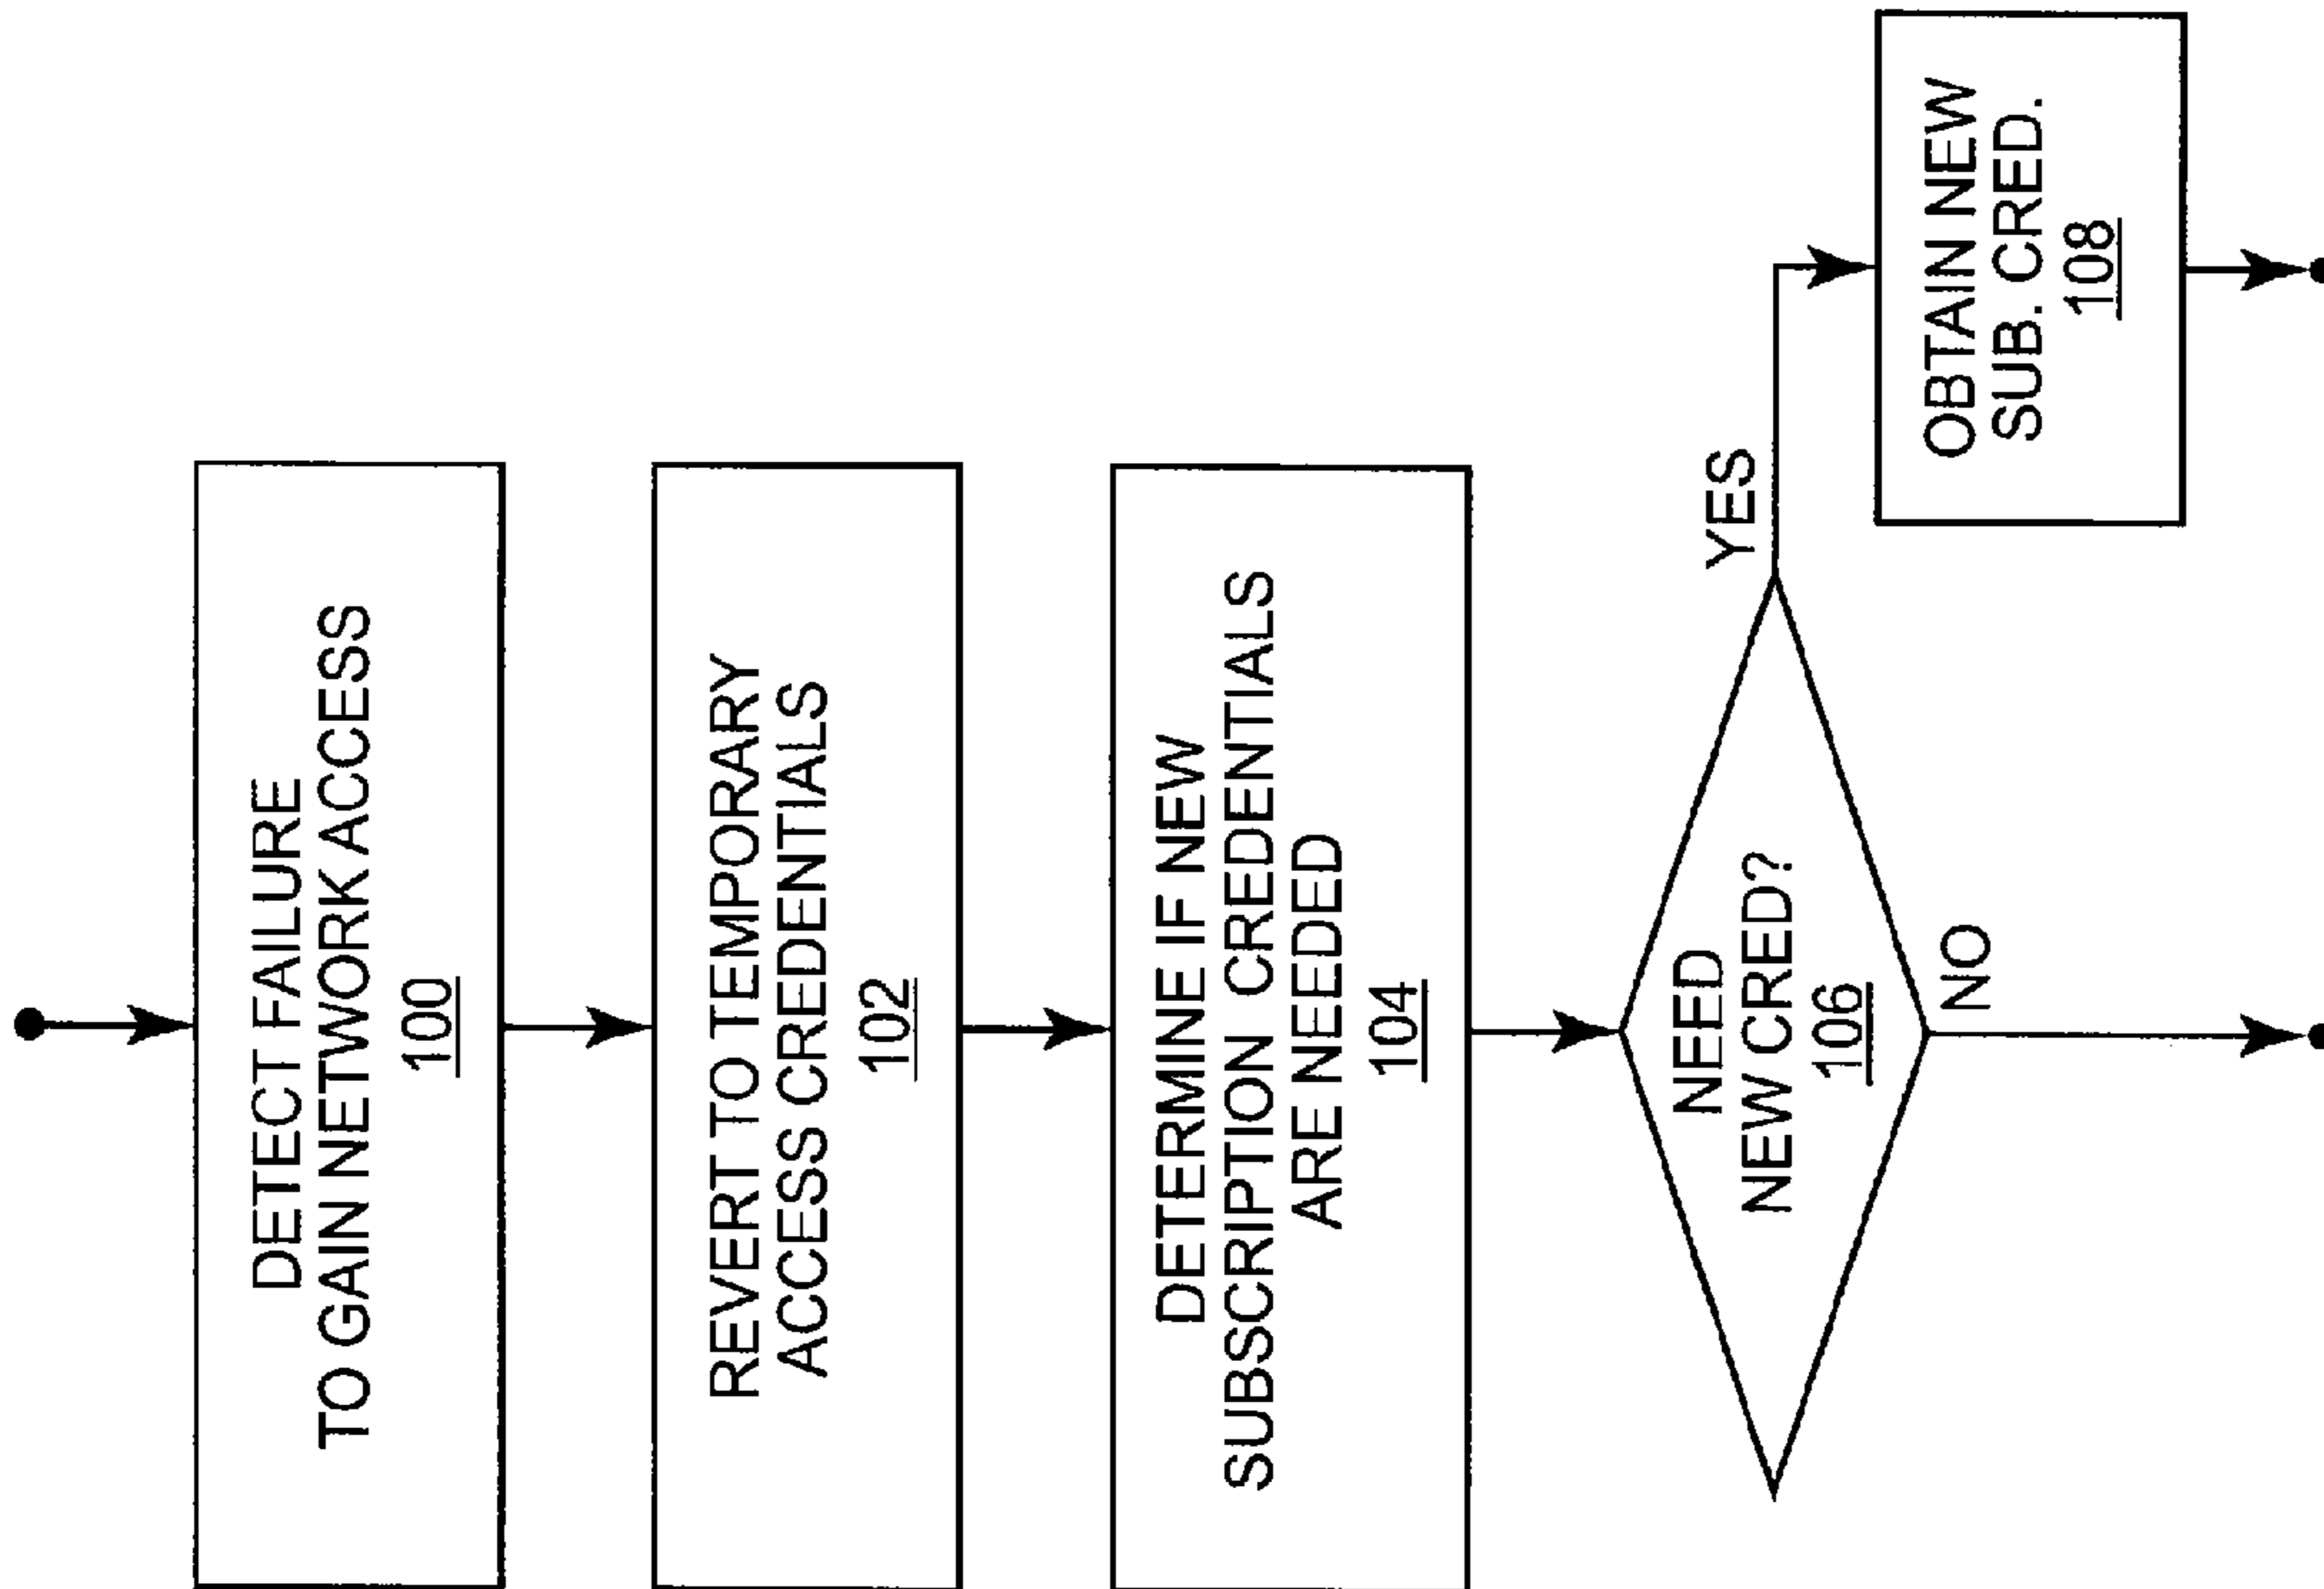 DETECT FAILURE
TO GAIN NETWORK ACCESS
100
REVERT TO TEMPORARY
ACCESS CREDENTIALS
102
DETERMINE IF NEW
SUBSCRIPTION CREDENTIALS
ARE NEEDED
104
NEED
NEW CRED?
106
YES
NO
OBTAIN NEW
SUB. CRED.
108